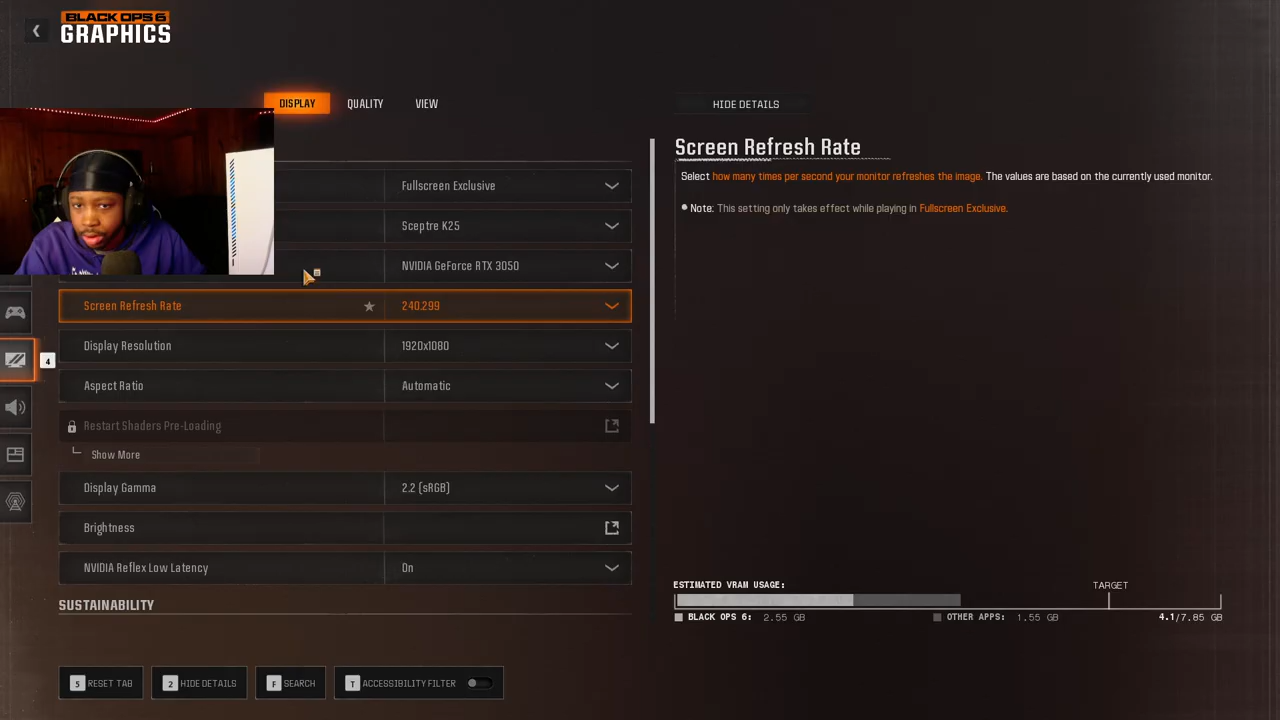 BLACK OPS 6
GRAPHICS
DISPLAY
QUALITY
VIEW
HIDE DETAILS
Screen Refresh Rate
Select how many times per second your monitor refreshes the image. The values are based on the currently used monitor.
Note: This setting only takes effect while playing in Fullscreen Exclusive.
Fullscreen Exclusive
Sceptre K25
NVIDIA GeForce RTX 3050
Screen Refresh Rate 240.299
Display Resolution 1920x1080
4
Aspect Ratio Automatic
Restart Shaders Pre-Loading
Show More
Display Gamma 2.2 (sRGB)
Brightness
NVIDIA Reflex Low Latency On
SUSTAINABILITY
ESTIMATED VRAM USAGE:
TARGET
BLACK OPS 6: 2.55 GB
OTHER APPS: 1.55 GB
4.1/7.85 GB
5 RESET TAB
2 HIDE DETAILS
F SEARCH
T ACCESSIBILITY FILTER